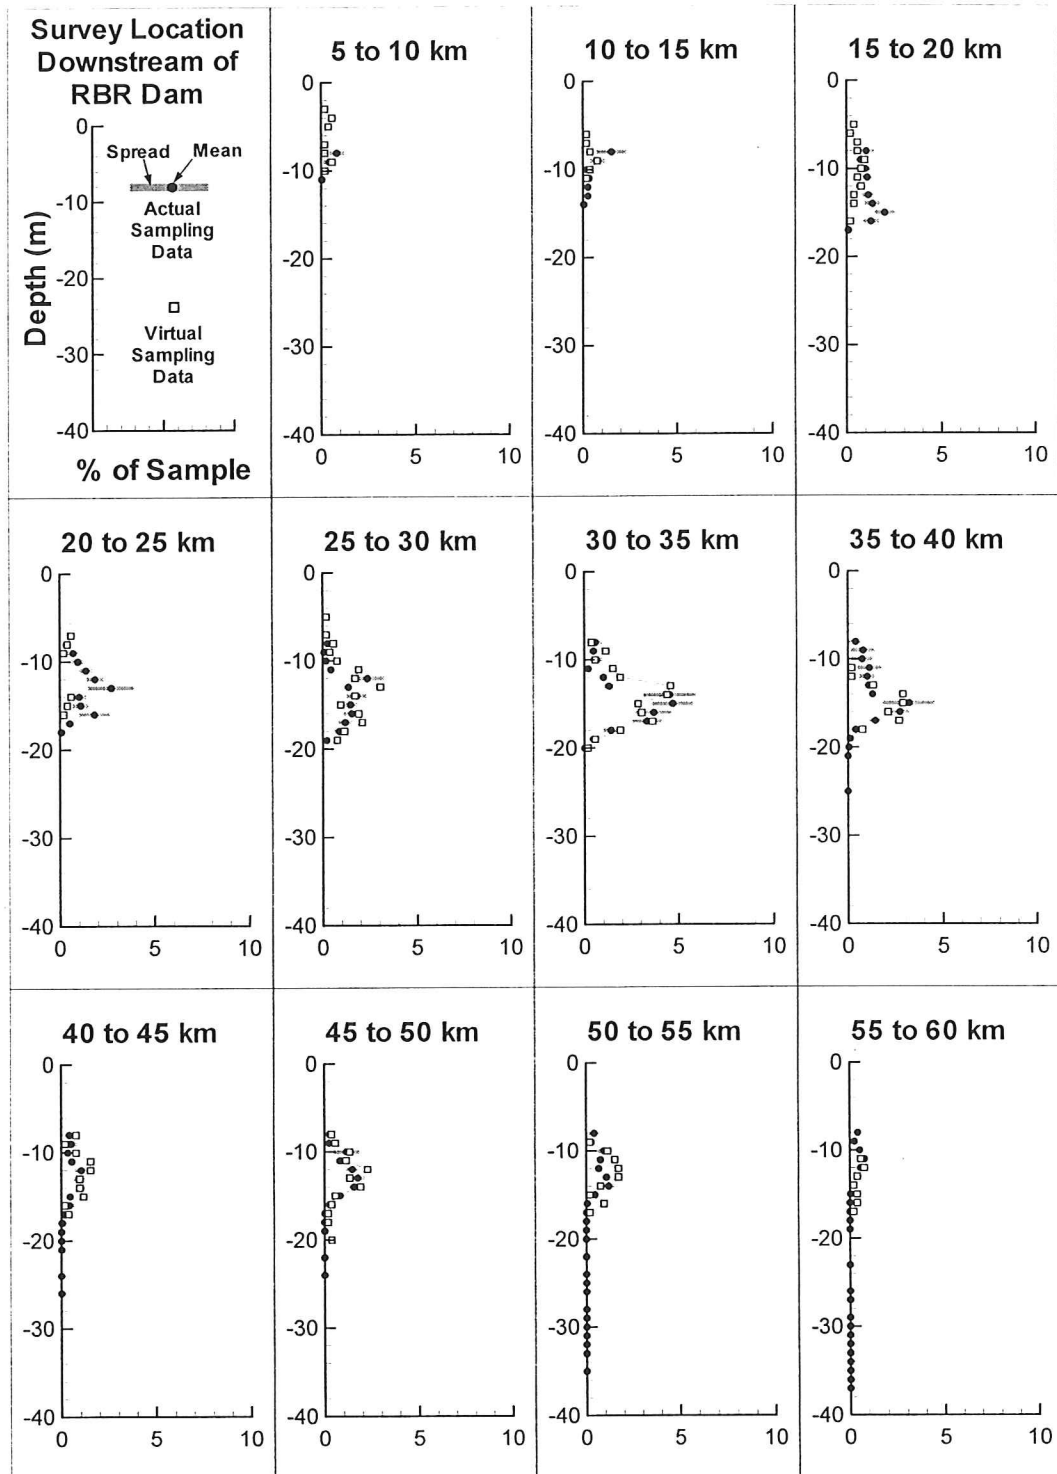 Survey Location
Downstream of
RBR Dam
0
-10
-20
-30
-40
Depth (m)
Spread
Mean
Actual
Sampling
Data
Virtual
Sampling
Data
% of Sample
5 to 10 km
0
-10
-20
-30
-40
0 5 10
10 to 15 km
0
-10
-20
-30
-40
0 5 10
15 to 20 km
0
-10
-20
-30
-40
0 5 10
20 to 25 km
0
-10
-20
-30
-40
0 5 10
25 to 30 km
0
-10
-20
-30
-40
0 5 10
30 to 35 km
0
-10
-20
-30
-40
0 5 10
35 to 40 km
0
-10
-20
-30
-40
0 5 10
40 to 45 km
0
-10
-20
-30
-40
0 5 10
45 to 50 km
0
-10
-20
-30
-40
0 5 10
50 to 55 km
0
-10
-20
-30
-40
0 5 10
55 to 60 km
0
-10
-20
-30
-40
0 5 10